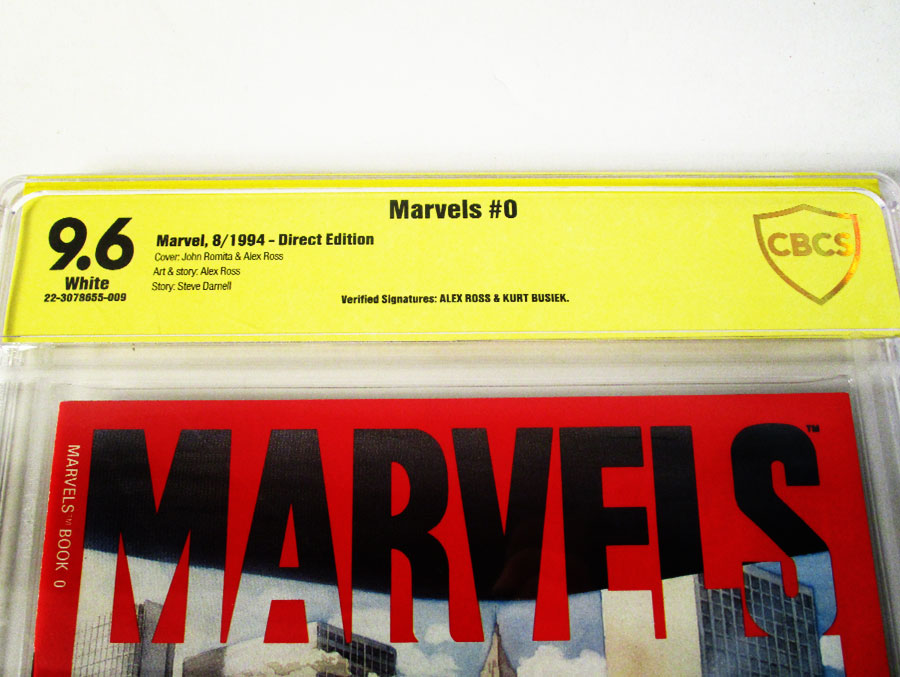 Marvels #0
9.6
White
22-3078655-009
Marvel, 8/1994 - Direct Edition
Cover: John Romita & Alex Ross
Art & story: Alex Ross
Story: Steve Darnell
Verified Signatures: ALEX ROSS & KURT BUSIEK.
CBCS
MARVELS™
MARVELS™ BOOK 0